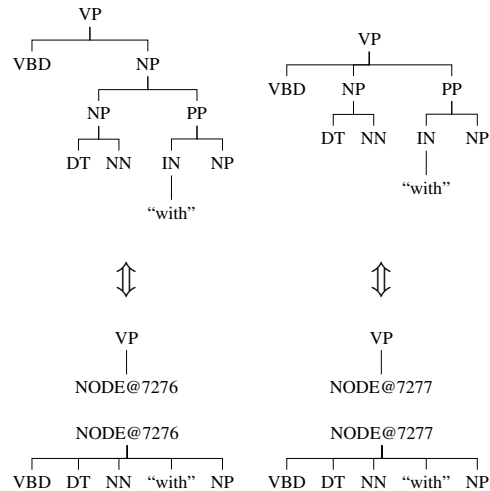 VP
VBD NP
NP PP
DT NN IN NP
“with”
VP
VBD NP PP
DT NN IN NP
“with”
⇕ ⇕
VP VP
NODE@7276 NODE@7277
NODE@7276 NODE@7277
VBD DT NN “with” NP VBD DT NN “with” NP